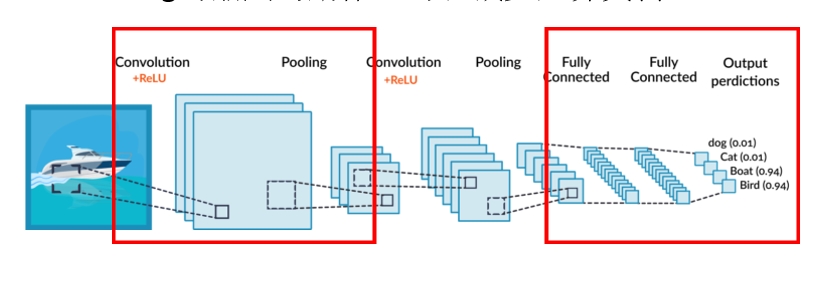 Convolution
+ReLU
Pooling
Convolution
+ReLU
Pooling
Fully
Connected
Fully
Connected
Output
perdictions
dog (0.01)
Cat (0.01)
Boat (0.94)
Bird (0.94)